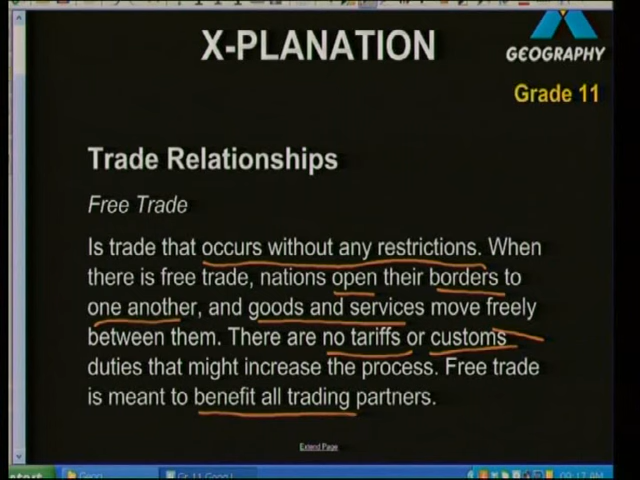 X-PLANATION
GEOGRAPHY
Grade 11
Trade Relationships
Free Trade
Is trade that occurs without any restrictions. When
there is free trade, nations open their borders to
one another, and goods and services move freely
between them. There are no tariffs or customs
duties that might increase the process. Free trade
is meant to benefit all trading partners.
Extend Page
start